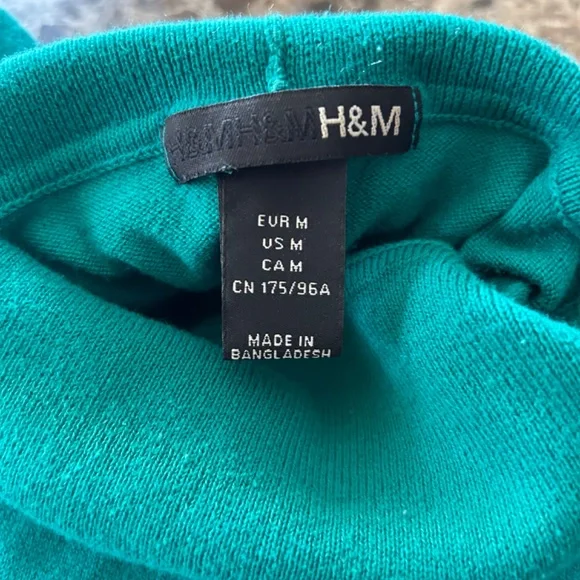 H&MH&MH&M
EUR M
US M
CA M
CN 175/96A
MADE IN
BANGLADESH